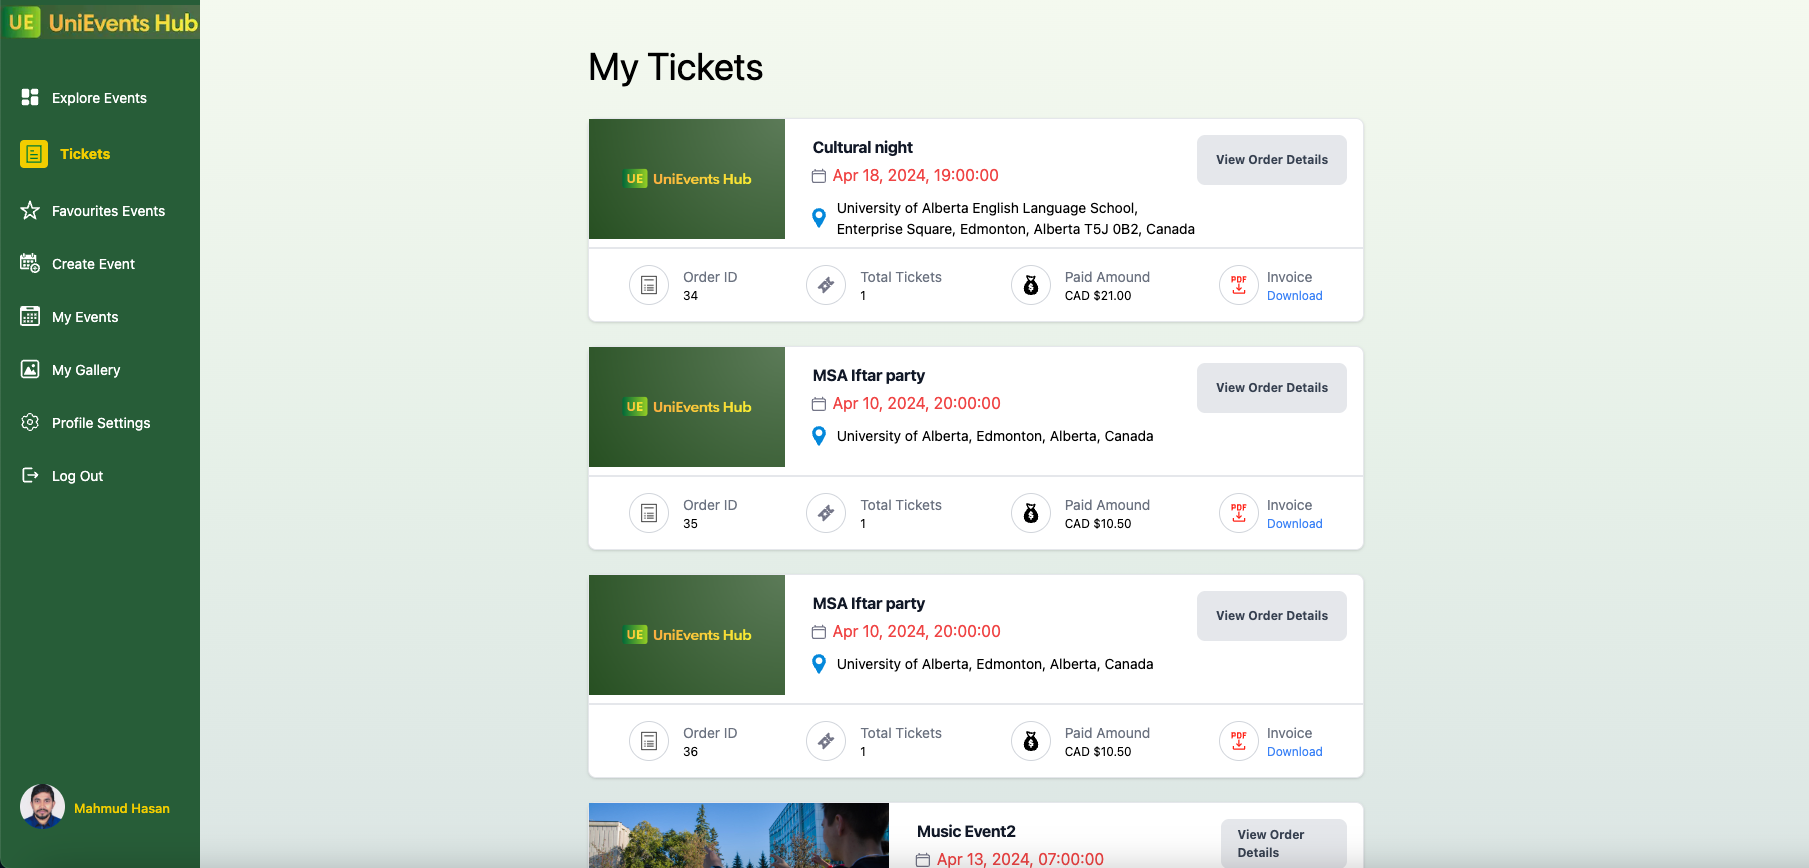 UE UniEvents Hub
Explore Events
Tickets
Favourites Events
Create Event
My Events
My Gallery
Profile Settings
Log Out
Mahmud Hasan
My Tickets
UE UniEvents Hub
Cultural night
Apr 18, 2024, 19:00:00
University of Alberta English Language School,
Enterprise Square, Edmonton, Alberta T5J 0B2, Canada
View Order Details
Order ID
34
Total Tickets
1
Paid Amound
CAD $21.00
PDF
Invoice
Download
UE UniEvents Hub
MSA Iftar party
Apr 10, 2024, 20:00:00
University of Alberta, Edmonton, Alberta, Canada
View Order Details
Order ID
35
Total Tickets
1
Paid Amound
CAD $10.50
PDF
Invoice
Download
UE UniEvents Hub
MSA Iftar party
Apr 10, 2024, 20:00:00
University of Alberta, Edmonton, Alberta, Canada
View Order Details
Order ID
36
Total Tickets
1
Paid Amound
CAD $10.50
PDF
Invoice
Download
Music Event2
Apr 13, 2024, 07:00:00
View Order
Details